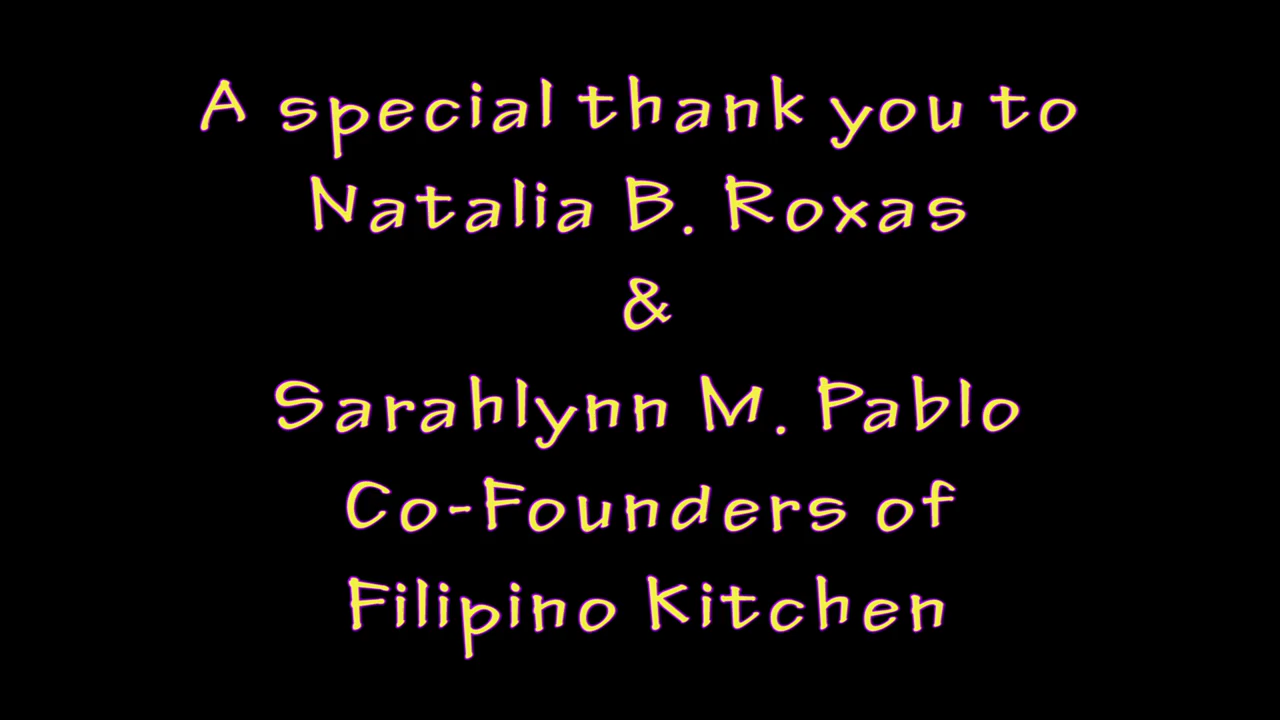 A special thank you to
Natalia B. Roxas
&
Sarahlynn M. Pablo
Co-Founders of
Filipino Kitchen